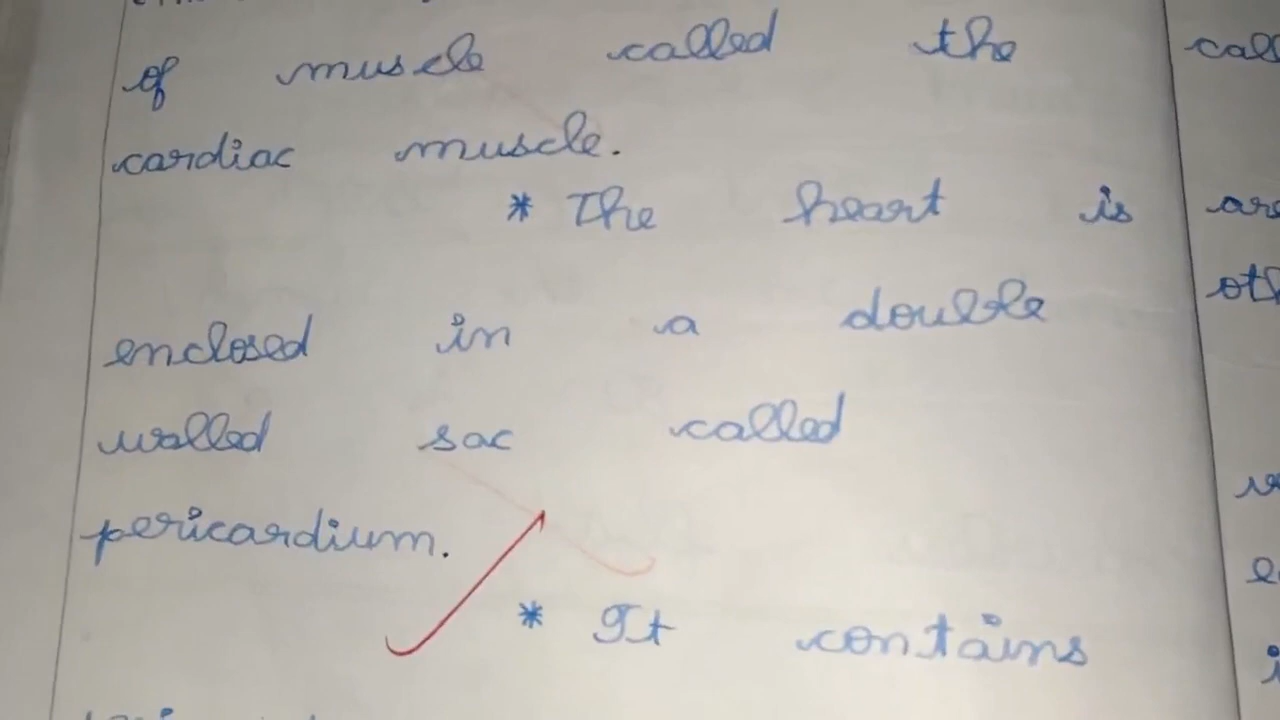 of muscle called the
cardiac muscle.
* The heart is
enclosed in a double
walled sac called
pericardium.
* It contains